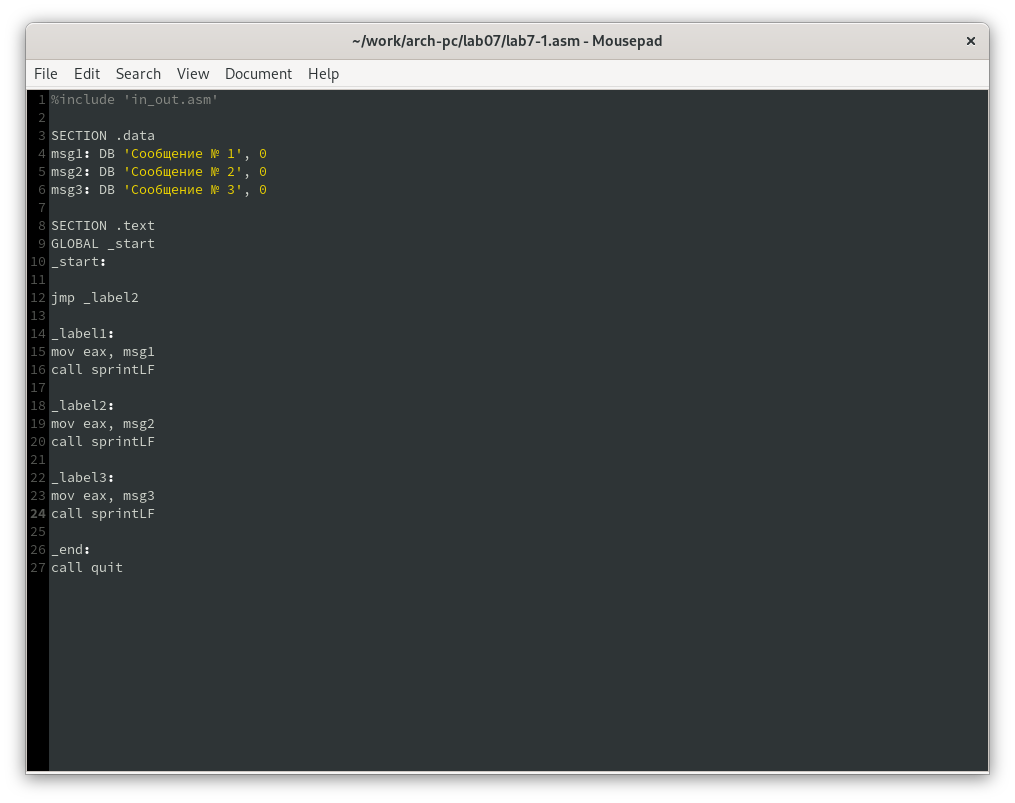 ~/work/arch-pc/lab07/lab7-1.asm - Mousepad
File Edit Search View Document Help
1 %include 'in_out.asm'
2
3 SECTION .data
4 msg1: DB 'Сообщение № 1', 0
5 msg2: DB 'Сообщение № 2', 0
6 msg3: DB 'Сообщение № 3', 0
7
8 SECTION .text
9 GLOBAL _start
10 _start:
11
12 jmp _label2
13
14 _label1:
15 mov eax, msg1
16 call sprintLF
17
18 _label2:
19 mov eax, msg2
20 call sprintLF
21
22 _label3:
23 mov eax, msg3
24 call sprintLF
25
26 _end:
27 call quit